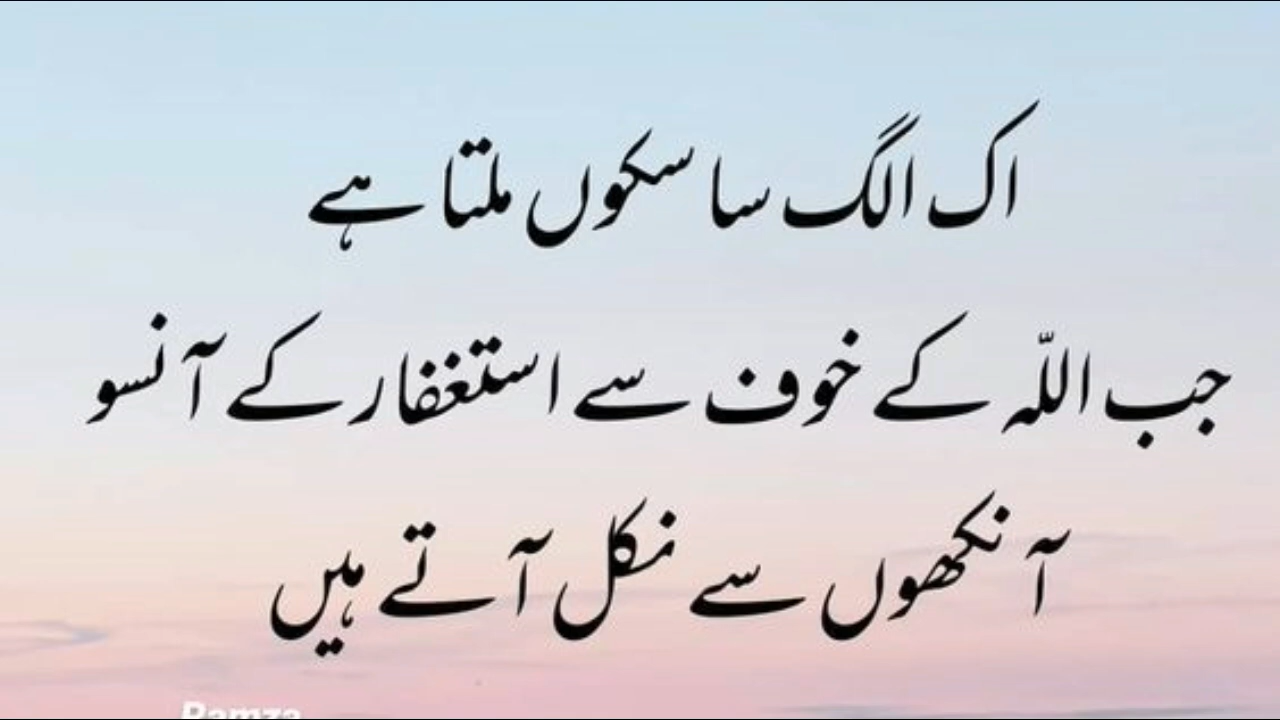 اک الگ سا سکوں ملتا ہے
جب اللّہ کے خوف سے استغفار کے آنسو
آنکھوں سے نکل آتے ہیں
Ramza